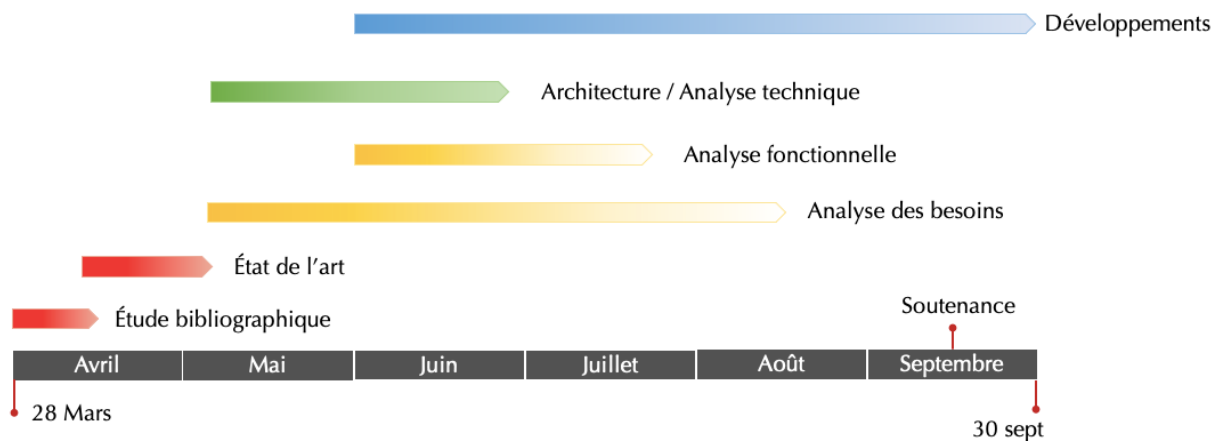 Développements
Architecture / Analyse technique
Analyse fonctionnelle
Analyse des besoins
État de l’art
Étude bibliographique
Soutenance
Avril Mai Juin Juillet Août Septembre
28 Mars
30 sept